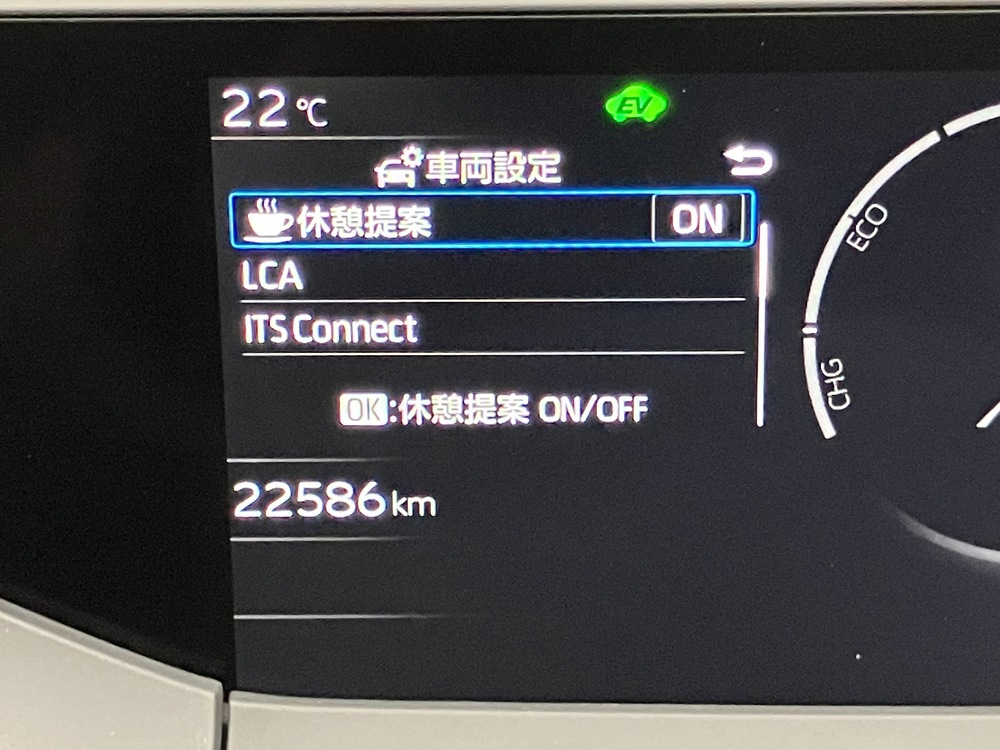 22℃
EV
車両設定
休憩提案 ON
LCA
ITS Connect
OK:休憩提案 ON/OFF
22586km
ECO
CHG